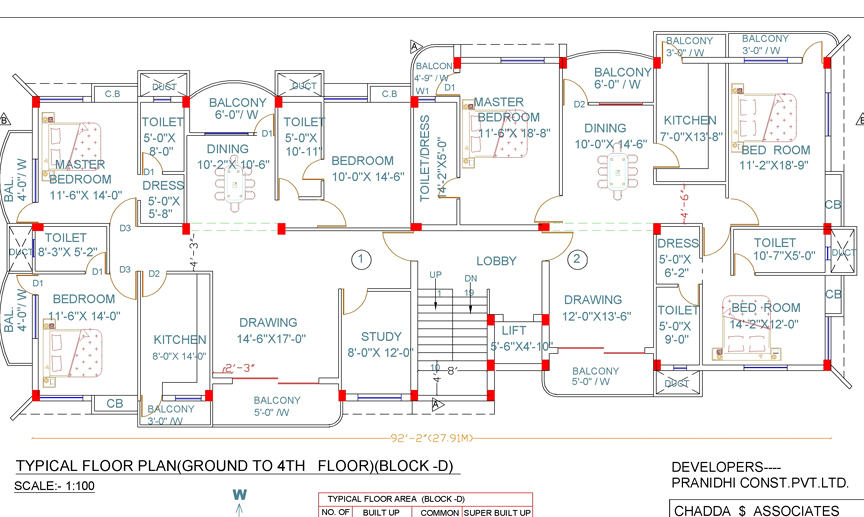 A
BALCONY
3'-0" / W
BALCONY
3'-0" / W
BALCON
4'-9" / W
W1
D1
BALCONY
6'-0" / W
D2
DUCT
DUCT
C.B
C.B
BALCONY
6'-0"/ W
D1
TOILET
5'-0"X
8'-0"
D1
TOILET
5'-0"X
10'-11"
DINING
10'-2"X 10'-6"
BEDROOM
10'-0"X 14'-6"
MASTER
BEDROOM
11'-6"X 18'-8"
TOILET/DRESS
14'-2"X5'-0"
DINING
10'-0"X 14'-6"
KITCHEN
7'-0"X13'-8"
BED ROOM
11'-2"X18'-9"
B
B
BAL.
4'-0"/ W
MASTER
BEDROOM
11'-6"X 14'-0"
DRESS
5'-0"X
5'-8"
D3
4'-6"
CB
DUCT
TOILET
8'-3"X 5'-2"
D1
D3
D2
4'-3"
1
LOBBY
2
DRESS
5'-0"X
6'-2"
TOILET
10'-7"X5'-0"
DUCT
BAL.
4'-0"/ W
D1
BEDROOM
11'-6"X 14'-0"
KITCHEN
8'-0"X 14'-0"
DRAWING
14'-6"X17'-0"
STUDY
8'-0"X 12'-0"
UP
DN
1
19
10
8'
4'
LIFT
5'-6"X4'-10"
DRAWING
12'-0"X13'-6"
TOILET
5'-0"X
9'-0"
BED ROOM
14'-2"X12'-0"
CB
2'-3"
CB
BALCONY
3'-0" /W
BALCONY
5'-0" /W
A
BALCONY
5'-0" / W
DUCT
92'-2"(27.91M)
TYPICAL FLOOR PLAN(GROUND TO 4TH FLOOR)(BLOCK -D)
SCALE:- 1:100
DEVELOPERS----
PRANIDHI CONST.PVT.LTD.
W
TYPICAL FLOOR AREA (BLOCK -D)
NO. OF BUILT UP COMMON SUPER BUILT UP
CHADDA $ ASSOCIATES